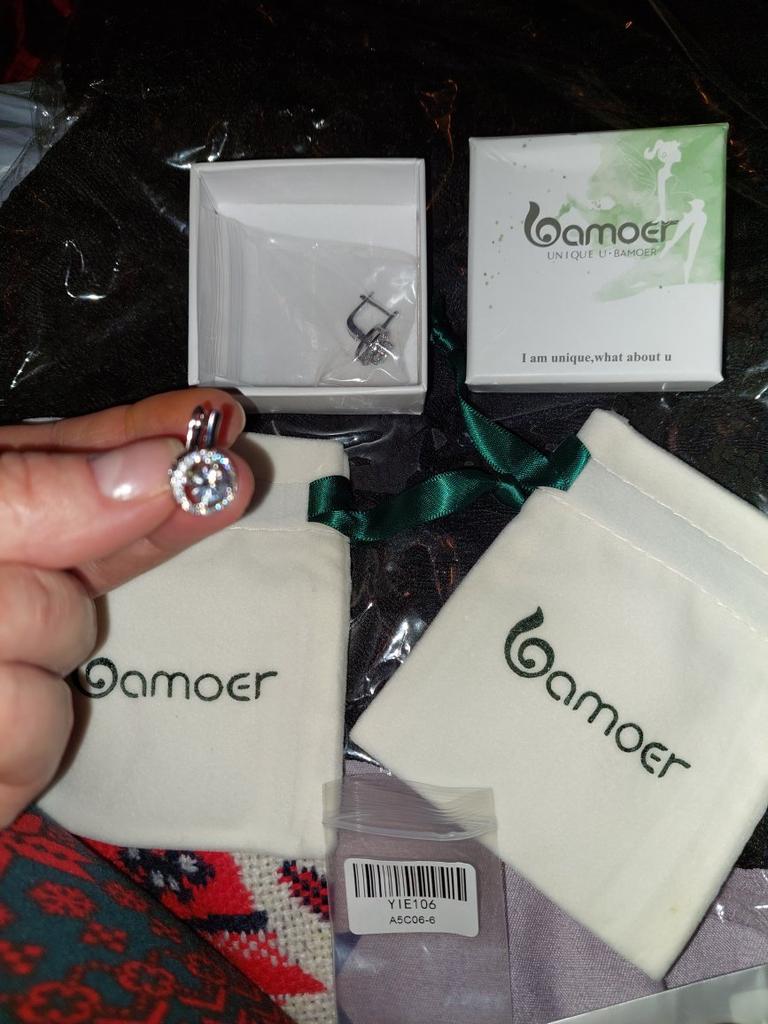 bamoer
UNIQUE U·BAMOER
I am unique,what about u
bamoer
bamoer
YIE106
A5C06-6